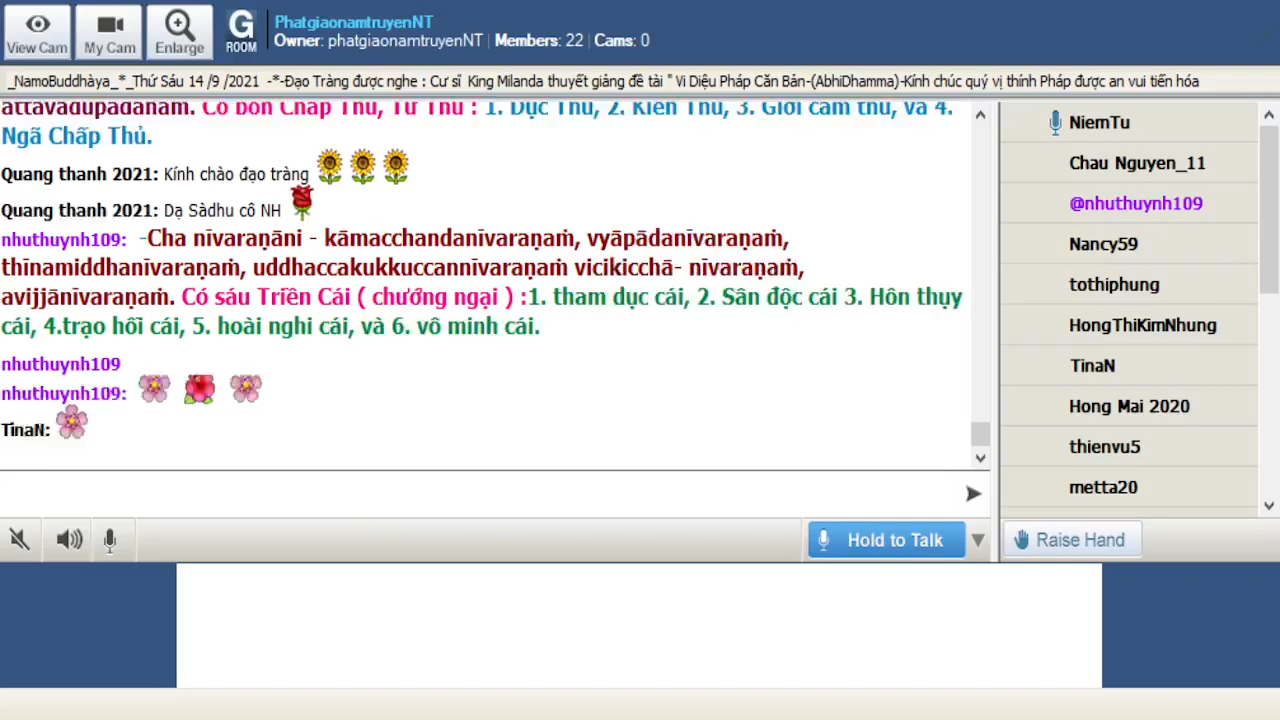 PhatgiaonamtruyenNT
Owner: phatgiaonamtruyenNT | Members: 22 | Cams: 0
View Cam
My Cam
Enlarge
G
ROOM
_NamoBuddhàya_*_Thứ Sáu 14 /9 /2021 -*-Đạo Tràng được nghe : Cư sĩ King Milanda thuyết giảng đề tài " Vi Diệu Pháp Căn Bản-(AbhiDhamma)-Kính chúc quý vị thính Pháp được an vui tiến hóa
attavādupādānam. Có bốn Chấp Thủ, Tứ Thủ : 1. Dục Thủ, 2. Kiến Thủ, 3. Giới cấm thủ, và 4.
Ngã Chấp Thủ.
Quang thanh 2021: Kính chào đạo tràng
Quang thanh 2021: Dạ Sàdhu cô NH
nhuthuynh109: -Cha nīvaraṇāni - kāmacchandanīvaraṇaṁ, vyāpādanīvaraṇaṁ,
thīnamiddhanīvaraṇaṁ, uddhaccakukkuccannīvaraṇaṁ vicikicchā- nīvaraṇaṁ,
avijjānīvaraṇaṁ. Có sáu Triền Cái ( chướng ngại ) :1. tham dục cái, 2. Sân độc cái 3. Hôn thụy
cái, 4.trạo hối cái, 5. hoài nghi cái, và 6. vô minh cái.
nhuthuynh109
nhuthuynh109:
TinaN:
NiemTu
Chau Nguyen_11
@nhuthuynh109
Nancy59
tothiphung
HongThiKimNhung
TinaN
Hong Mai 2020
thienvu5
metta20
Hold to Talk
Raise Hand